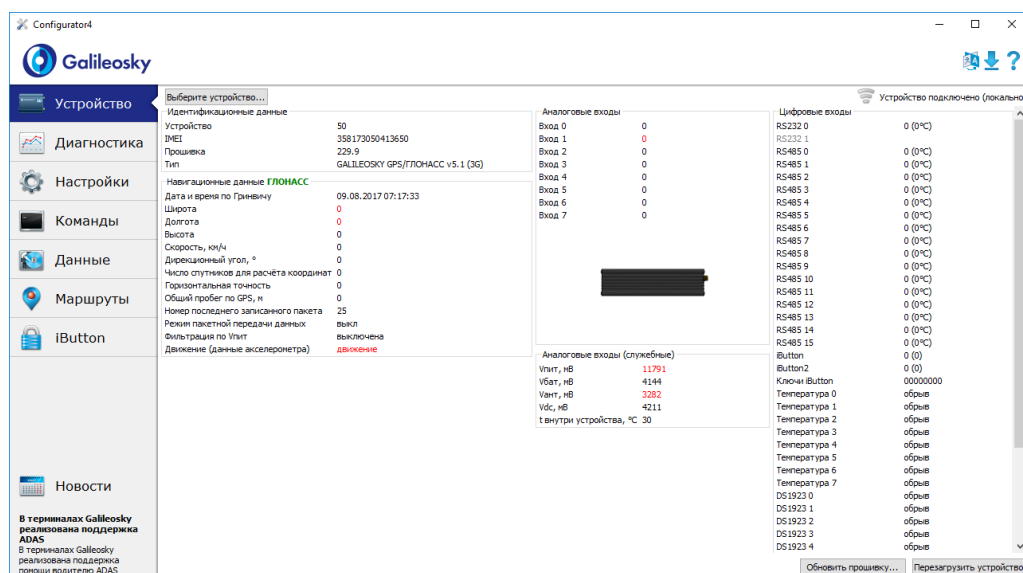 Configurator4
Galileosky
Устройство
Диагностика
Настройки
Команды
Данные
Маршруты
iButton
Новости
В терминалах Galileosky
реализована поддержка
ADAS
В терминалах Galileosky
реализована поддержка
помощи водителю ADAS
Выберите устройство...
Устройство подключено (локально
Идентификационные данные
Устройство 50
IMEI 358173050413650
Прошивка 229.9
Тип GALILEOSKY GPS/ГЛОНАСС v5.1 (3G)
Навигационные данные ГЛОНАСС
Дата и время по Гринвичу 09.08.2017 07:17:33
Широта 0
Долгота 0
Высота 0
Скорость, км/ч 0
Дирекционный угол, ° 0
Число спутников для расчёта координат 0
Горизонтальная точность 0
Общий пробег по GPS, м 0
Номер последнего записанного пакета 25
Режим пакетной передачи данных выкл
Фильтрация по Vпит выключена
Движение (данные акселерометра) движение
Аналоговые входы
Вход 0 0
Вход 1 0
Вход 2 0
Вход 3 0
Вход 4 0
Вход 5 0
Вход 6 0
Вход 7 0
Аналоговые входы (служебные)
Vпит, мВ 11791
Vбат, мВ 4144
Vант, мВ 3282
Vdc, мВ 4211
t внутри устройства, °C 30
Цифровые входы
RS232 0 0 (0°C)
RS232 1
RS485 0 0 (0°C)
RS485 1 0 (0°C)
RS485 2 0 (0°C)
RS485 3 0 (0°C)
RS485 4 0 (0°C)
RS485 5 0 (0°C)
RS485 6 0 (0°C)
RS485 7 0 (0°C)
RS485 8 0 (0°C)
RS485 9 0 (0°C)
RS485 10 0 (0°C)
RS485 11 0 (0°C)
RS485 12 0 (0°C)
RS485 13 0 (0°C)
RS485 14 0 (0°C)
RS485 15 0 (0°C)
iButton 0 (0)
iButton2 0 (0)
Ключи iButton 00000000
Температура 0 обрыв
Температура 1 обрыв
Температура 2 обрыв
Температура 3 обрыв
Температура 4 обрыв
Температура 5 обрыв
Температура 6 обрыв
Температура 7 обрыв
DS1923 0 обрыв
DS1923 1 обрыв
DS1923 2 обрыв
DS1923 3 обрыв
DS1923 4 обрыв
Обновить прошивку...
Перезагрузить устройство